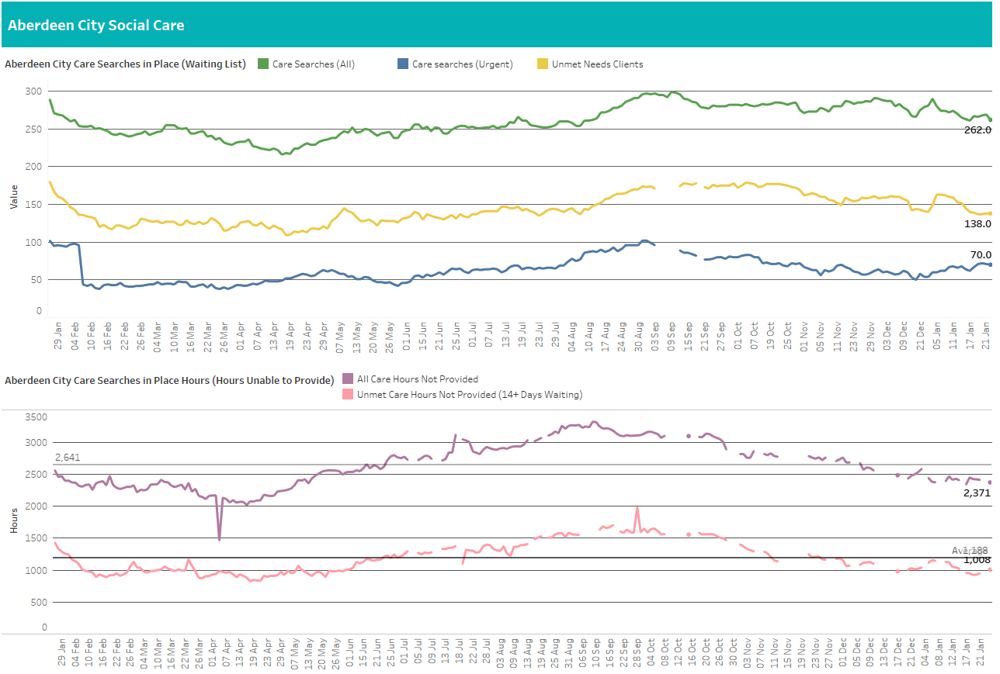 Aberdeen City Social Care
Aberdeen City Care Searches in Place (Waiting List) Care Searches (All) Care searches (Urgent) Unmet Needs Clients
300
250
200
150
100
50
0
Value
262.0
138.0
70.0
29 Jan 04 Feb 10 Feb 16 Feb 22 Feb 26 Feb 04 Mar 10 Mar 16 Mar 22 Mar 26 Mar 01 Apr 07 Apr 13 Apr 19 Apr 23 Apr 29 Apr 07 May 13 May 20 May 26 May 01 Jun 15 Jun 21 Jun 25 Jun 01 Jul 07 Jul 13 Jul 19 Jul 23 Jul 29 Jul 04 Aug 10 Aug 17 Aug 24 Aug 30 Aug 03 Sep 09 Sep 15 Sep 21 Sep 27 Sep 01 Oct 07 Oct 19 Oct 25 Oct 01 Nov 05 Nov 11 Nov 23 Nov 29 Nov 03 Dec 09 Dec 21 Dec 05 Jan 11 Jan 17 Jan 21 Jan
Aberdeen City Care Searches in Place Hours (Hours Unable to Provide) All Care Hours Not Provided
Unmet Care Hours Not Provided (14+ Days Waiting)
3500
3000
2500
2000
1500
1000
500
0
Hours
2,641
2,371
Average
1,188
1,008
29 Jan 04 Feb 10 Feb 16 Feb 22 Feb 26 Feb 04 Mar 10 Mar 16 Mar 22 Mar 26 Mar 01 Apr 07 Apr 13 Apr 19 Apr 23 Apr 29 Apr 07 May 13 May 20 May 26 May 01 Jun 15 Jun 21 Jun 25 Jun 01 Jul 05 Jul 09 Jul 13 Jul 18 Jul 22 Jul 28 Jul 03 Aug 09 Aug 13 Aug 19 Aug 25 Aug 31 Aug 06 Sep 10 Sep 16 Sep 22 Sep 28 Sep 04 Oct 08 Oct 12 Oct 16 Oct 20 Oct 26 Oct 30 Oct 03 Nov 07 Nov 11 Nov 15 Nov 19 Nov 23 Nov 27 Nov 01 Dec 05 Dec 09 Dec 13 Dec 17 Dec 21 Dec 04 Jan 08 Jan 12 Jan 17 Jan 21 Jan